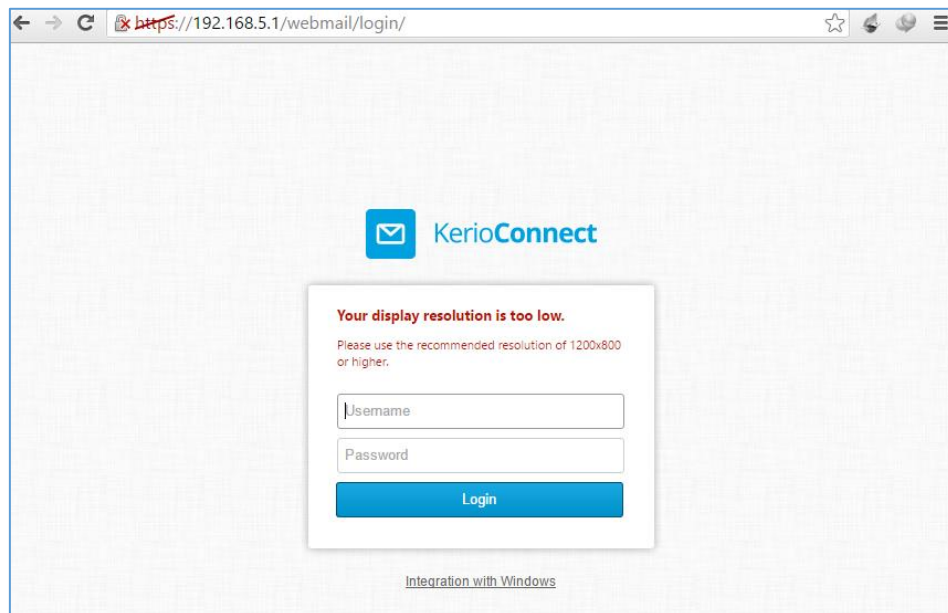 https://192.168.5.1/webmail/login/
KerioConnect
Your display resolution is too low.
Please use the recommended resolution of 1200x800
or higher.
Username
Password
Login
Integration with Windows